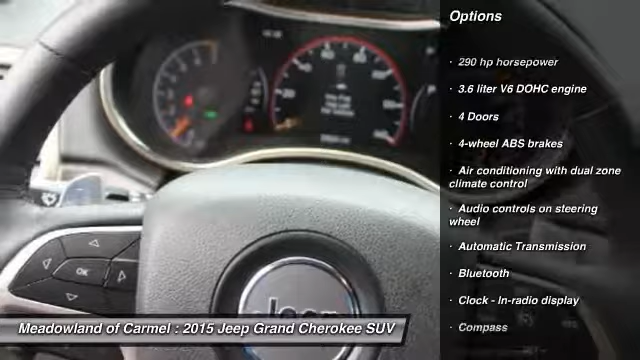 Options
· 290 hp horsepower
· 3.6 liter V6 DOHC engine
· 4 Doors
· 4-wheel ABS brakes
· Air conditioning with dual zone
climate control
· Audio controls on steering
wheel
· Automatic Transmission
· Bluetooth
· Clock - In-radio display
· Compass
OK
Jeep
Meadowland of Carmel : 2015 Jeep Grand Cherokee SUV